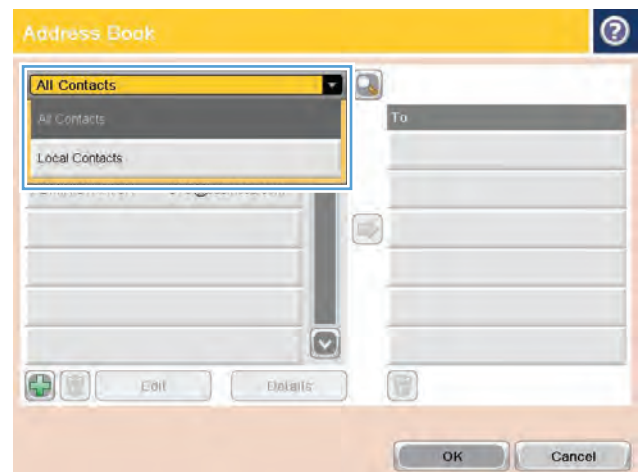 Address Book
All Contacts
All Contacts
Local Contacts
To
Edit
Details
OK
Cancel